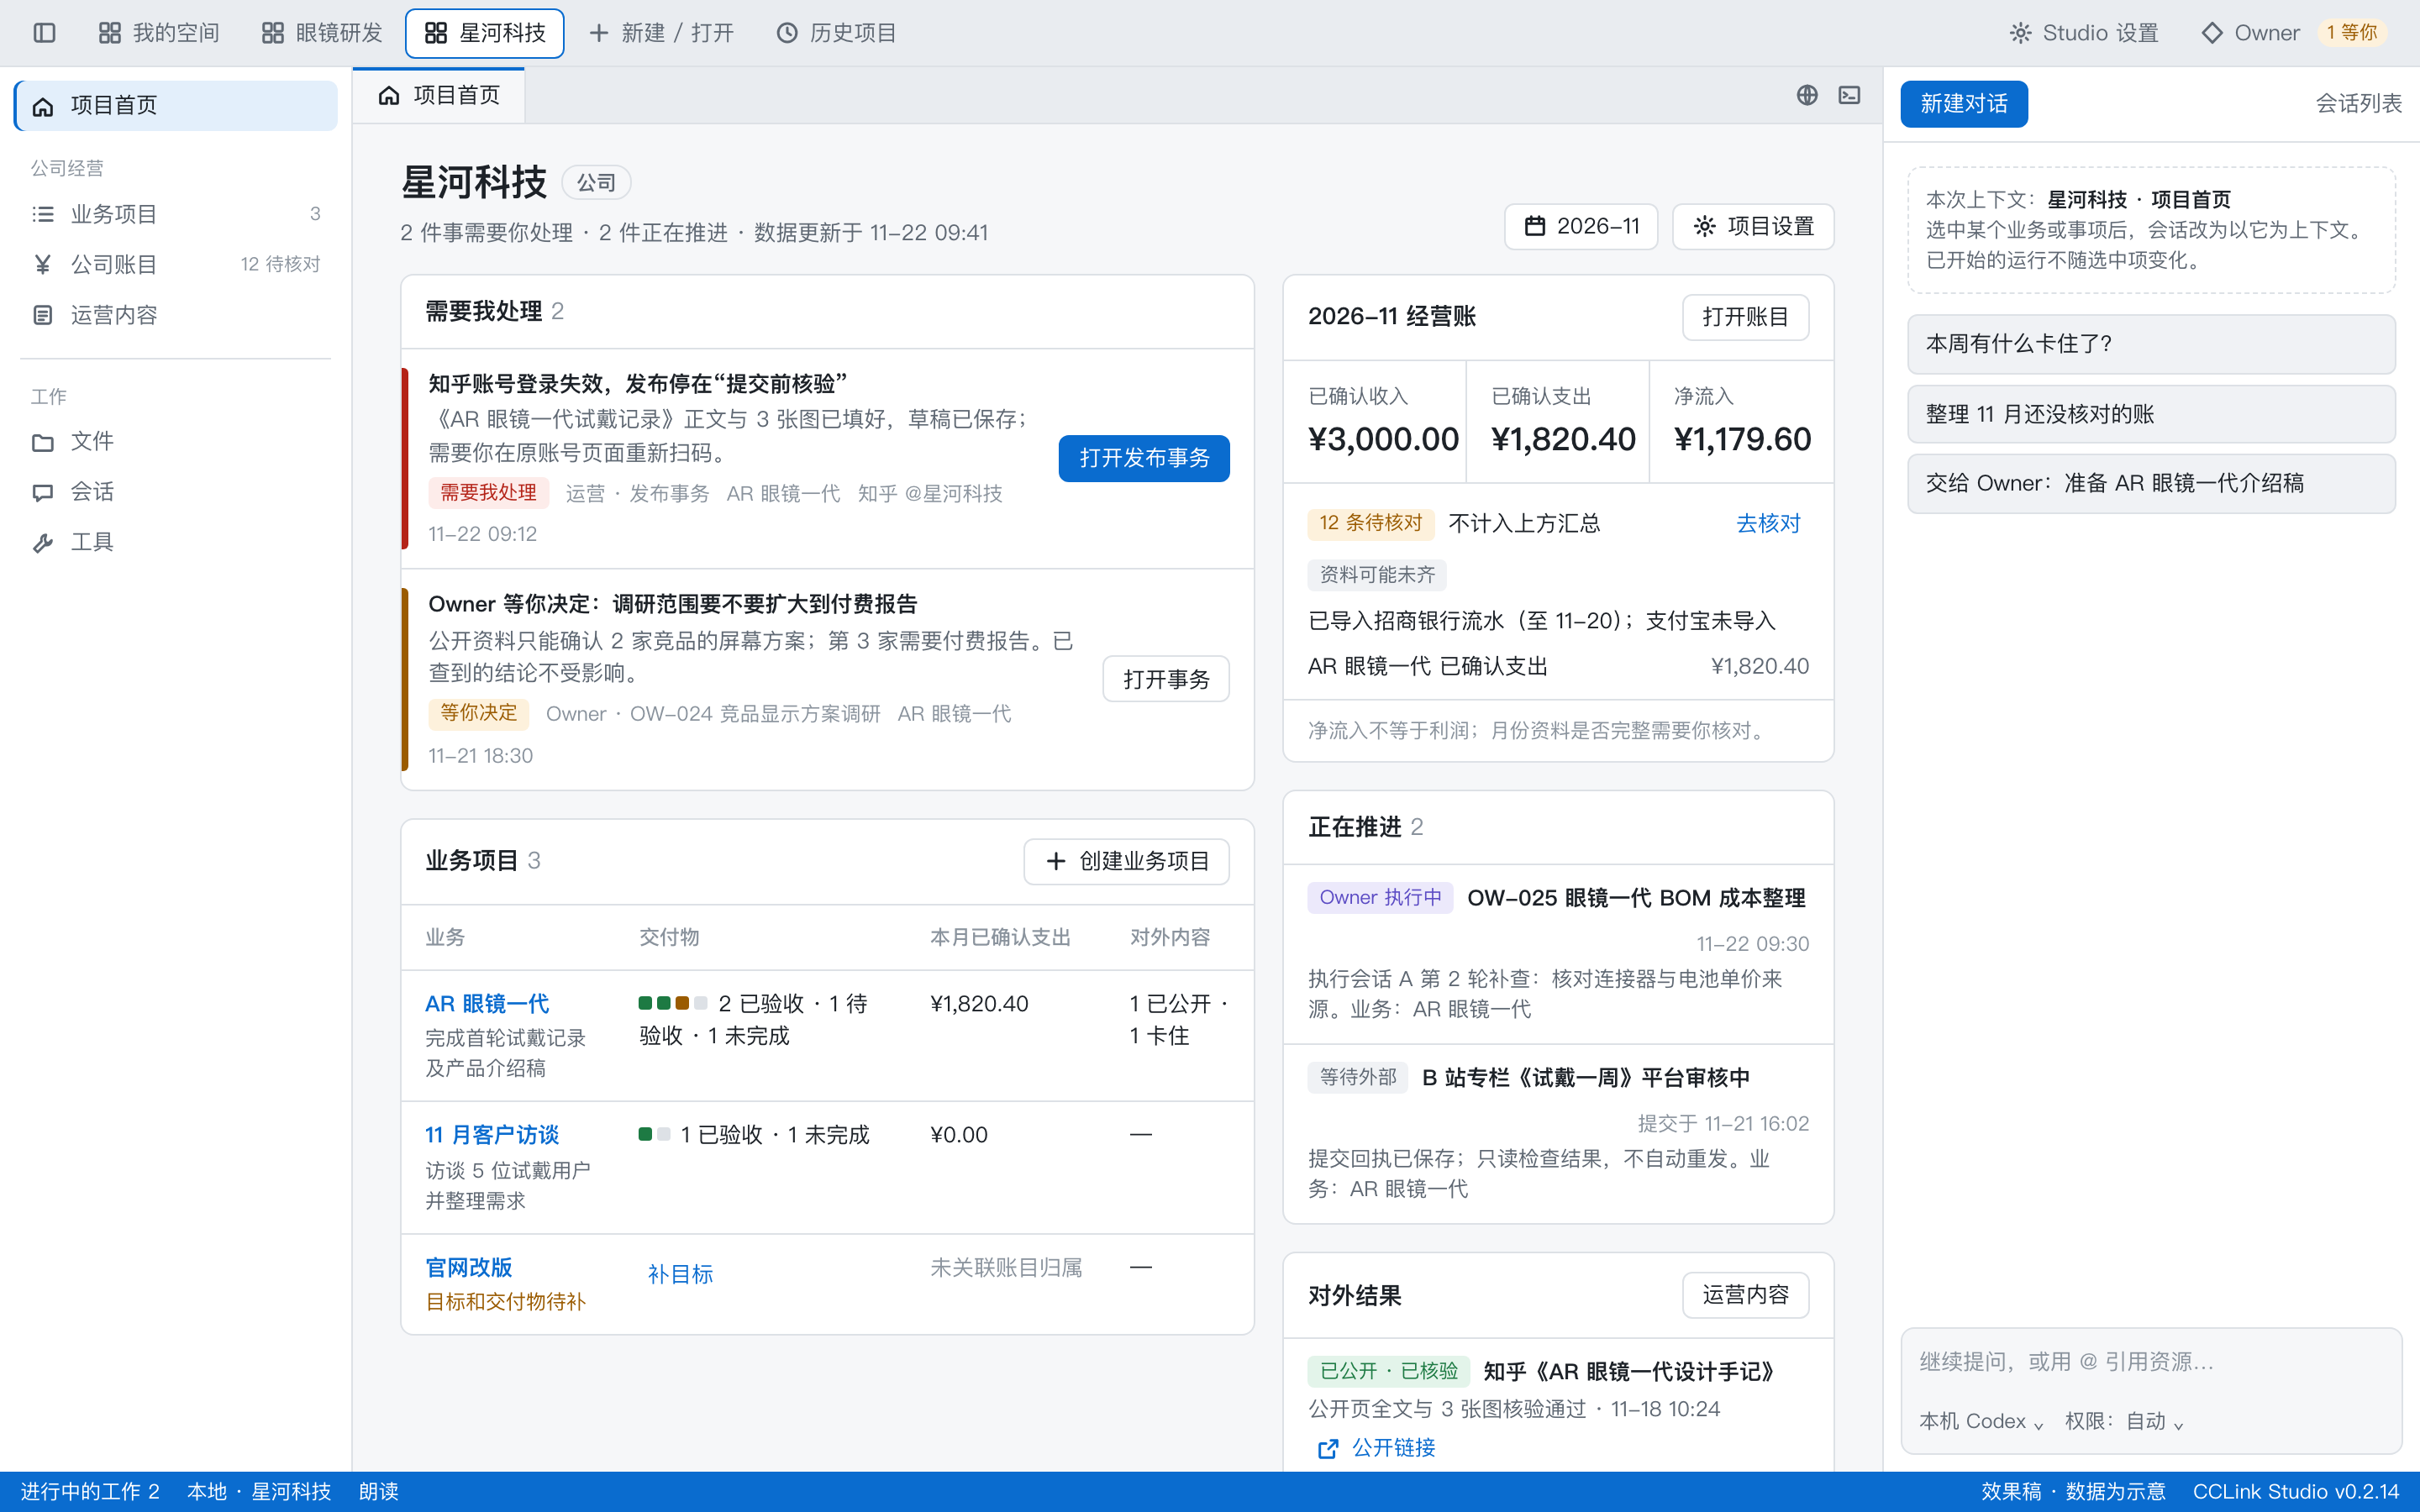 我的空间
眼镜研发
星河科技
新建 / 打开
历史项目
Studio 设置
Owner
1 等你
项目首页
公司经营
业务项目
3
公司账目
12 待核对
运营内容
工作
文件
会话
工具
项目首页
星河科技
公司
2 件事需要你处理 · 2 件正在推进 · 数据更新于 11-22 09:41
2026-11
项目设置
需要我处理 2
知乎账号登录失效，发布停在“提交前核验”
《AR 眼镜一代试戴记录》正文与 3 张图已填好，草稿已保存；
需要你在原账号页面重新扫码。
需要我处理 运营 · 发布事务 AR 眼镜一代 知乎 @星河科技
11-22 09:12
打开发布事务
Owner 等你决定：调研范围要不要扩大到付费报告
公开资料只能确认 2 家竞品的屏幕方案；第 3 家需要付费报告。已
查到的结论不受影响。
等你决定 Owner · OW-024 竞品显示方案调研 AR 眼镜一代
11-21 18:30
打开事务
业务项目 3
创建业务项目
业务 交付物 本月已确认支出 对外内容
AR 眼镜一代
完成首轮试戴记录
及产品介绍稿
2 已验收 · 1 待
验收 · 1 未完成
¥1,820.40
1 已公开 ·
1 卡住
11 月客户访谈
访谈 5 位试戴用户
并整理需求
1 已验收 · 1 未完成
¥0.00
—
官网改版
目标和交付物待补
补目标
未关联账目归属
—
2026-11 经营账
打开账目
已确认收入
¥3,000.00
已确认支出
¥1,820.40
净流入
¥1,179.60
12 条待核对 不计入上方汇总
去核对
资料可能未齐
已导入招商银行流水（至 11-20）；支付宝未导入
AR 眼镜一代 已确认支出
¥1,820.40
净流入不等于利润；月份资料是否完整需要你核对。
正在推进 2
Owner 执行中 OW-025 眼镜一代 BOM 成本整理
11-22 09:30
执行会话 A 第 2 轮补查：核对连接器与电池单价来
源。业务：AR 眼镜一代
等待外部 B 站专栏《试戴一周》平台审核中
提交于 11-21 16:02
提交回执已保存；只读检查结果，不自动重发。业
务：AR 眼镜一代
对外结果
运营内容
已公开 · 已核验 知乎《AR 眼镜一代设计手记》
公开页全文与 3 张图核验通过 · 11-18 10:24
公开链接
新建对话
会话列表
本次上下文：星河科技 · 项目首页
选中某个业务或事项后，会话改为以它为上下文。
已开始的运行不随选中项变化。
本周有什么卡住了？
整理 11 月还没核对的账
交给 Owner：准备 AR 眼镜一代介绍稿
继续提问，或用 @ 引用资源…
本机 Codex
权限：自动
进行中的工作 2
本地 · 星河科技
朗读
效果稿 · 数据为示意
CCLink Studio v0.2.14